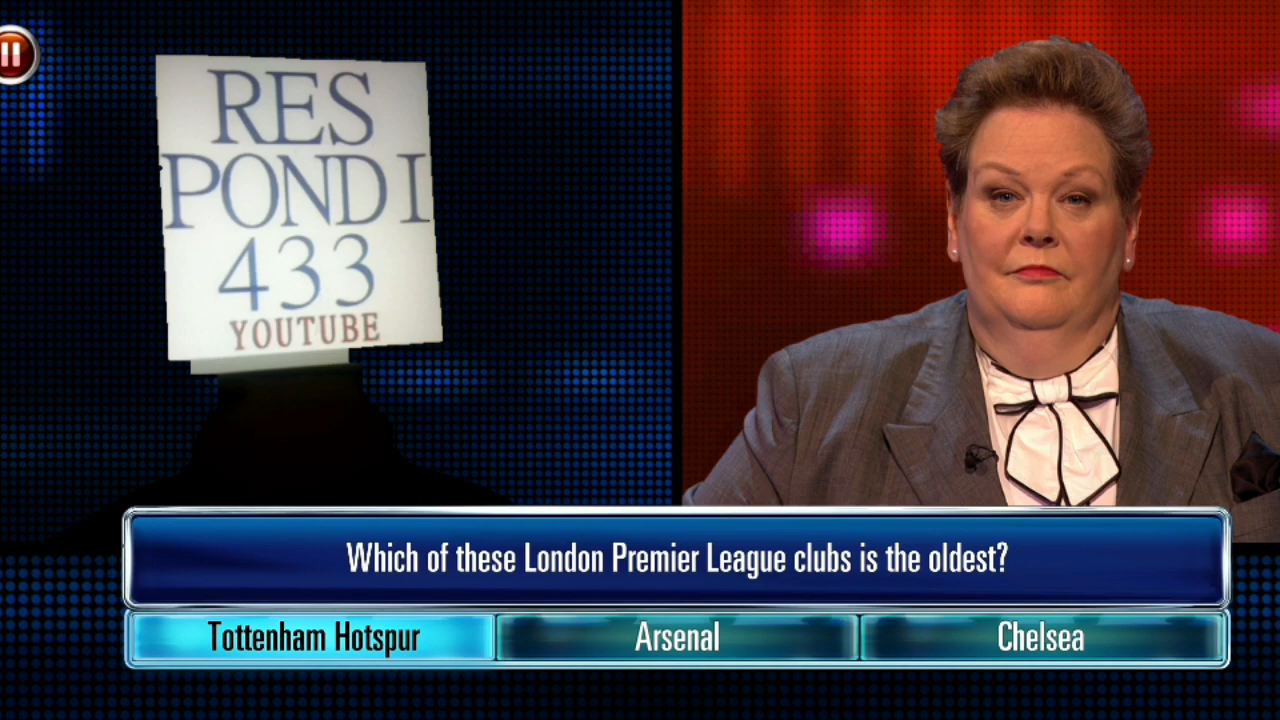 RES
POND I
433
YOUTUBE
Which of these London Premier League clubs is the oldest?
Tottenham Hotspur
Arsenal
Chelsea